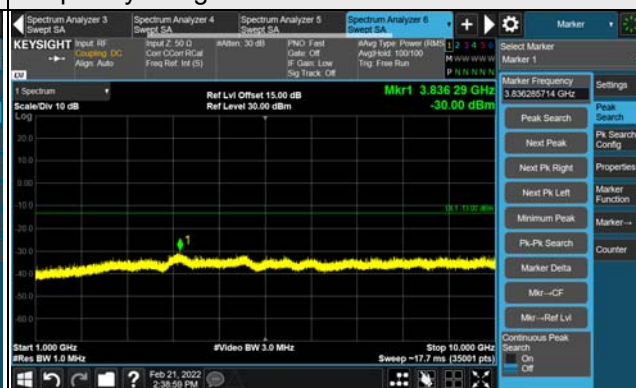 Spectrum Analyzer 3
Swept SA
Spectrum Analyzer 4
Swept SA
Spectrum Analyzer 5
Swept SA
Spectrum Analyzer 6
Swept SA
Marker
KEYSIGHT
Input: RF
Coupling: DC
Align: Auto
Input Z: 50 Ω
Corr CCorr RCal
Freq Ref: Int (S)
#Atten: 30 dB
PNO: Fast
Gate: Off
IF Gain: Low
Sig Track: Off
#Avg Type: Power (RMS
Avg|Hold: 100/100
Trig: Free Run
1 2 3 4 5 6
M W W W W W
P N N N N N
Select Marker
Marker 1
Marker Frequency
3.836285714 GHz
Peak Search
Next Peak
Next Pk Right
Next Pk Left
Minimum Peak
Pk-Pk Search
Marker Delta
Mkr→CF
Mkr→Ref Lvl
Continuous Peak
Search
On
Off
Settings
Peak
Search
Pk Search
Config
Properties
Marker
Function
Marker→
Counter
1 Spectrum
Scale/Div 10 dB
Log
Ref Lvl Offset 15.00 dB
Ref Level 30.00 dBm
Mkr1 3.836 29 GHz
-30.00 dBm
20.0
10.0
0.00
-10.0
-20.0
-30.0
-40.0
-50.0
-60.0
DL1 -13.00 dBm
1
Start 1.000 GHz
#Res BW 1.0 MHz
#Video BW 3.0 MHz
Stop 10.000 GHz
Sweep ~17.7 ms (35001 pts)
Feb 21, 2022
2:38:59 PM